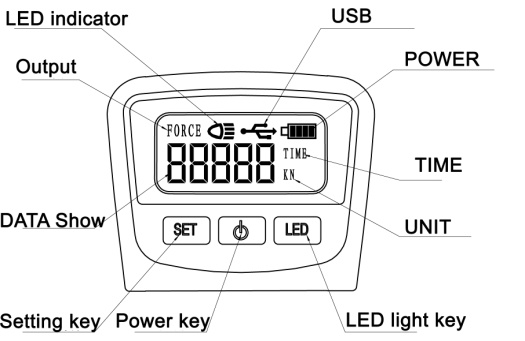 LED indicator
USB
Output
POWER
FORCE
88888
TIME
KN
TIME
DATA Show
UNIT
SET
LED
Setting key
Power key
LED light key